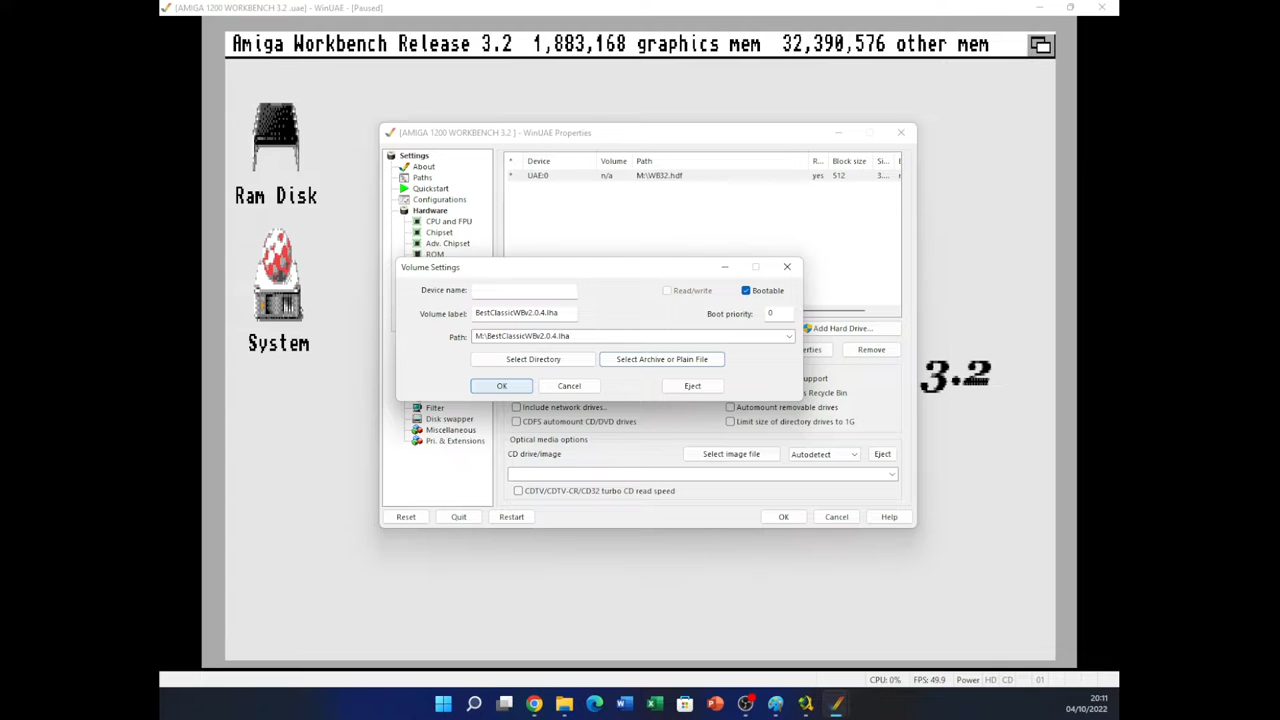 [AMIGA 1200 WORKBENCH 3.2 .uae] - WinUAE - [Paused]
Amiga Workbench Release 3.2 1,883,168 graphics mem 32,390,576 other mem
Ram Disk
System
3.2
[AMIGA 1200 WORKBENCH 3.2 ] - WinUAE Properties
Settings
About
Paths
Quickstart
Configurations
Hardware
CPU and FPU
Chipset
Adv. Chipset
ROM
* Device Volume Path R... Block size Si...
* UAE:0 n/a M:\WB32.hdf yes 512 3....
Volume Settings
Device name:
Read/write
Bootable
Volume label: BestClassicWBv2.0.4.lha
Boot priority: 0
Path: M:\BestClassicWBv2.0.4.lha
Select Directory
Select Archive or Plain File
OK
Cancel
Eject
Add Hard Drive...
erties
Remove
upport
s Recycle Bin
Filter
Disk swapper
Miscellaneous
Pri. & Extensions
Include network drives..
Automount removable drives
CDFS automount CD/DVD drives
Limit size of directory drives to 1G
Optical media options
CD drive/image
Select image file
Autodetect
Eject
CDTV/CDTV-CR/CD32 turbo CD read speed
Reset
Quit
Restart
OK
Cancel
Help
CPU: 0% FPS: 49.9 Power HD CD 01
20:11
04/10/2022